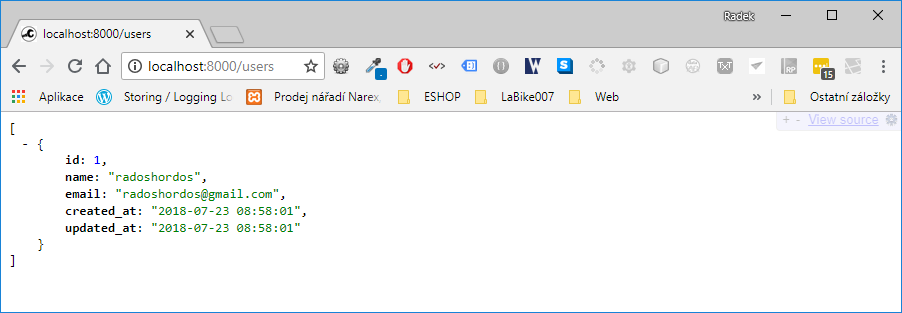 Radek
localhost:8000/users
localhost:8000/users
W
S
TXT
RP
15
Aplikace
Storing / Logging Lo
Prodej nářadí Narex,
ESHOP
LaBike007
Web
»
Ostatní záložky
+ - View source
[
- {
id: 1,
name: "radoshordos",
email: "radoshordos@gmail.com",
created_at: "2018-07-23 08:58:01",
updated_at: "2018-07-23 08:58:01"
}
]